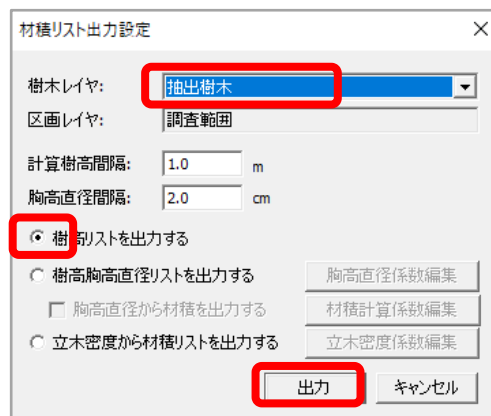 材積リスト出力設定
樹木レイヤ: 抽出樹木
区画レイヤ: 調査範囲
計算樹高間隔: 1.0 m
胸高直径間隔: 2.0 cm
樹高リストを出力する
樹高胸高直径リストを出力する 胸高直径係数編集
胸高直径から材積を出力する 材積計算係数編集
立木密度から材積リストを出力する 立木密度係数編集
出力 キャンセル